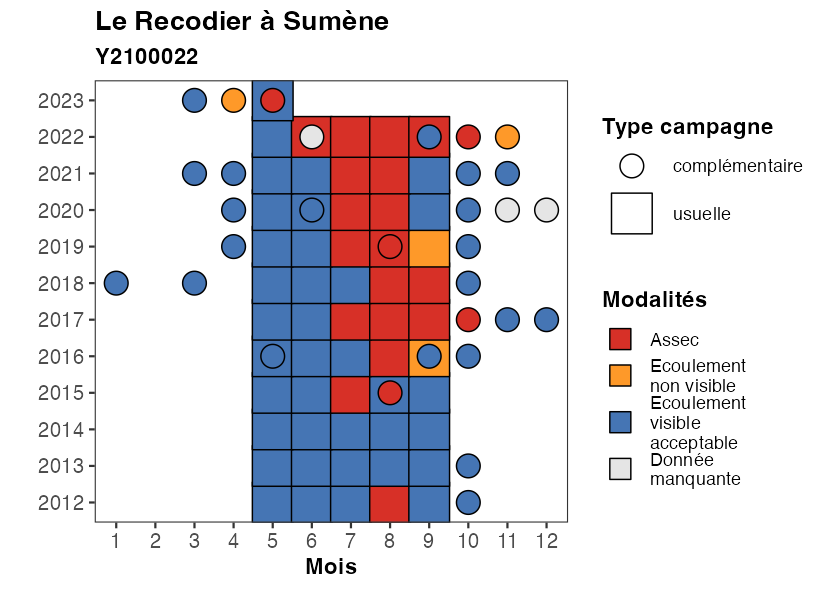 Le Recodier à Sumène
Y2100022
2023
2022
2021
2020
2019
2018
2017
2016
2015
2014
2013
2012
1 2 3 4 5 6 7 8 9 10 11 12
Mois
Type campagne
complémentaire
usuelle
Modalités
Assec
Ecoulement
non visible
Ecoulement
visible
acceptable
Donnée
manquante